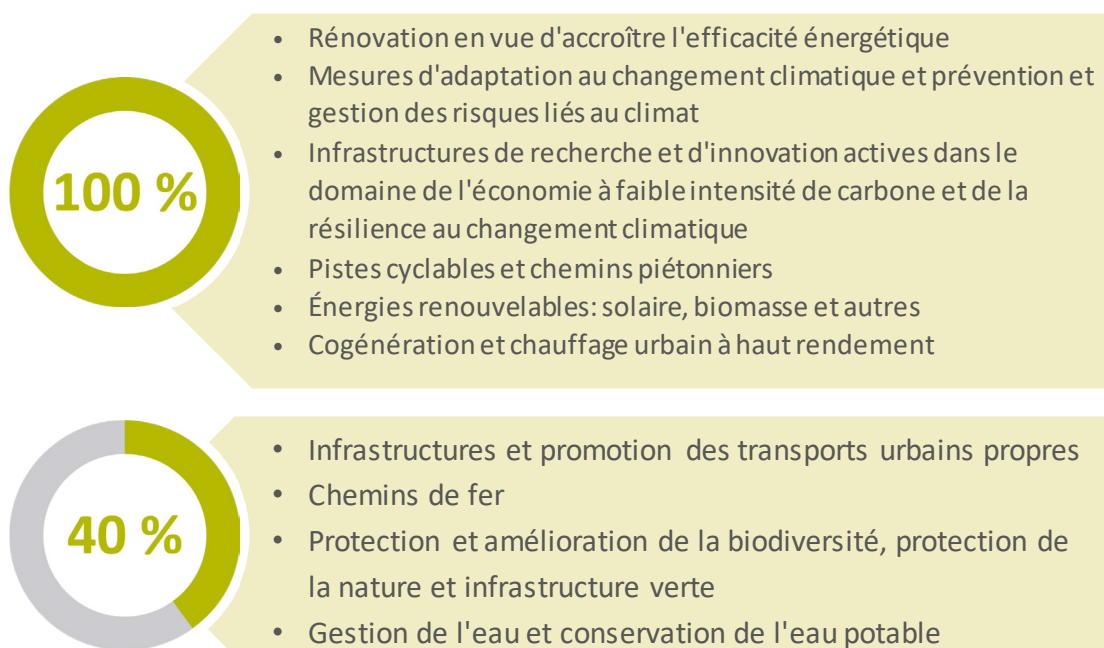 100 %
• Rénovation en vue d'accroître l'efficacité énergétique
• Mesures d'adaptation au changement climatique et prévention et
gestion des risques liés au climat
• Infrastructures de recherche et d'innovation actives dans le
domaine de l'économie à faible intensité de carbone et de la
résilience au changement climatique
• Pistes cyclables et chemins piétonniers
• Énergies renouvelables: solaire, biomasse et autres
• Cogénération et chauffage urbain à haut rendement
40 %
• Infrastructures et promotion des transports urbains propres
• Chemins de fer
• Protection et amélioration de la biodiversité, protection de
la nature et infrastructure verte
• Gestion de l'eau et conservation de l'eau potable